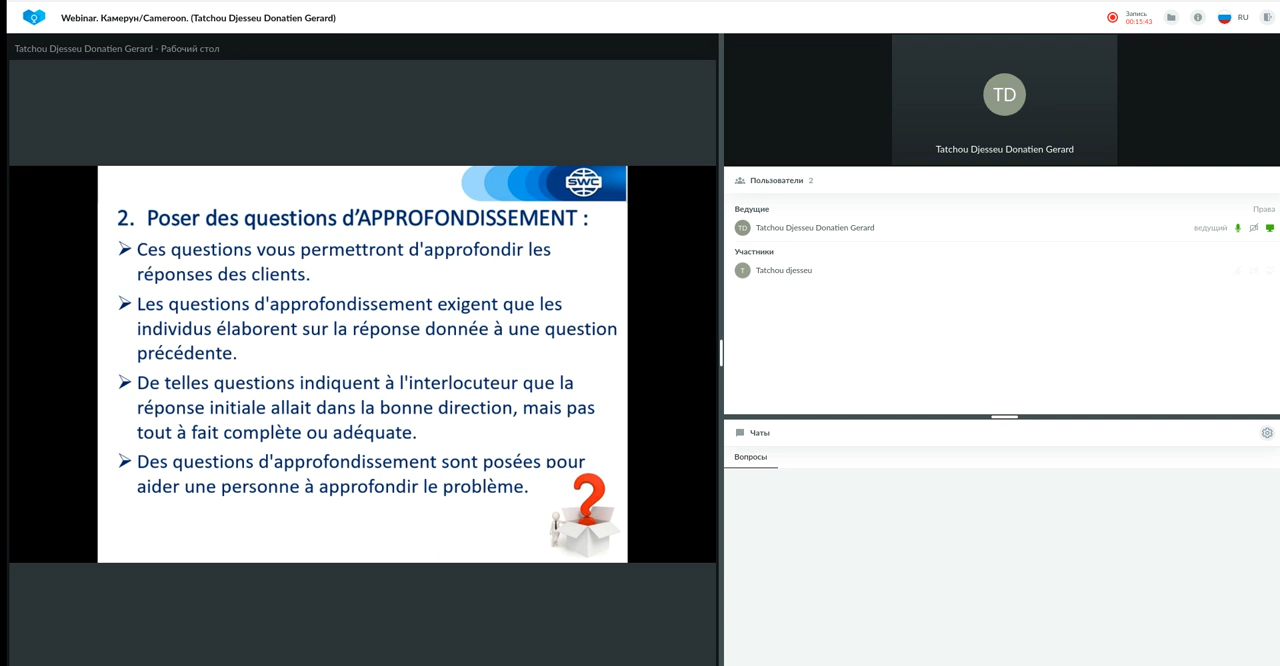 Webinar. Камерун/Cameroon. (Tatchou Djesseu Donatien Gerard)
Запись
00:15:43
RU
Tatchou Djesseu Donatien Gerard - Рабочий стол
SWC
2. Poser des questions d’APPROFONDISSEMENT :
➢ Ces questions vous permettront d'approfondir les
réponses des clients.
➢ Les questions d'approfondissement exigent que les
individus élaborent sur la réponse donnée à une question
précédente.
➢ De telles questions indiquent à l'interlocuteur que la
réponse initiale allait dans la bonne direction, mais pas
tout à fait complète ou adéquate.
➢ Des questions d'approfondissement sont posées pour
aider une personne à approfondir le problème.
TD
Tatchou Djesseu Donatien Gerard
Пользователи 2
Ведущие Права
TD Tatchou Djesseu Donatien Gerard ведущий
Участники
T Tatchou djesseu
Чаты
Вопросы